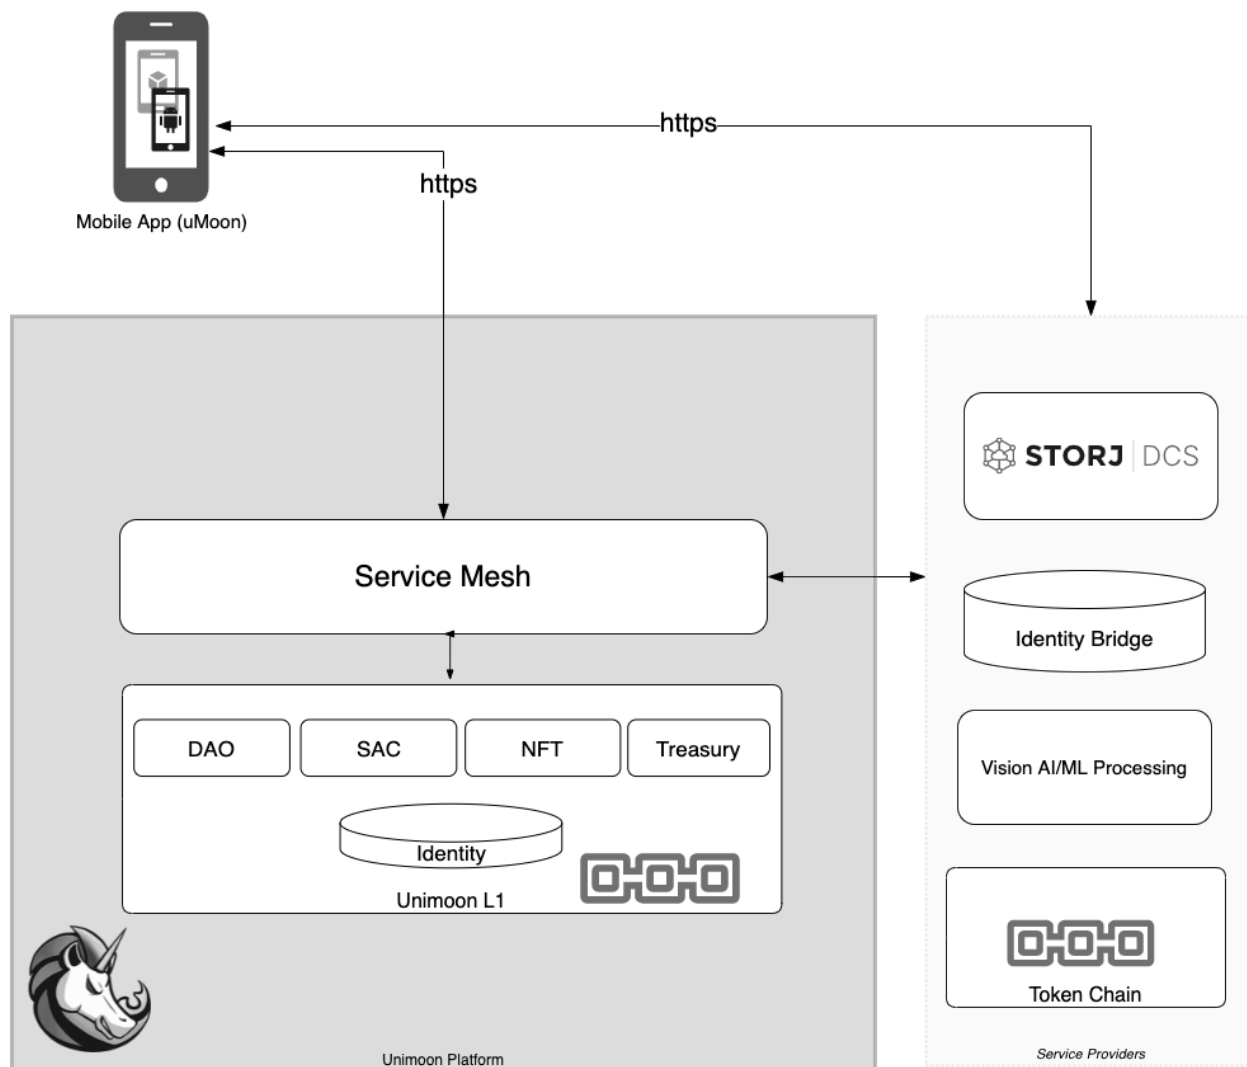 https
https
Mobile App (uMoon)
STORJ DCS
Service Mesh
Identity Bridge
DAO
SAC
NFT
Treasury
Vision AI/ML Processing
Identity
Unimoon L1
Token Chain
Unimoon Platform
Service Providers